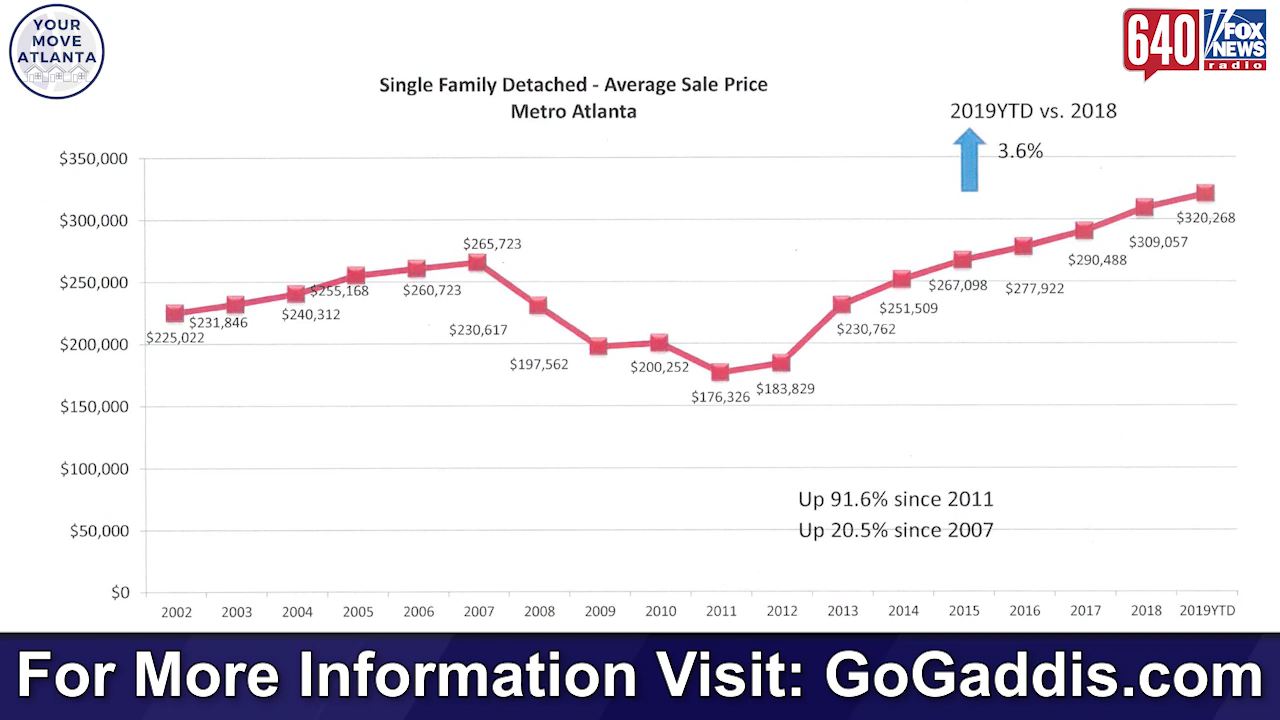 YOUR
MOVE
ATLANTA
640
FOX
NEWS
radio
Single Family Detached - Average Sale Price
Metro Atlanta
2019YTD vs. 2018
3.6%
$350,000
$300,000
$250,000
$200,000
$150,000
$100,000
$50,000
$0
$225,022
$231,846
$240,312
$255,168
$260,723
$265,723
$230,617
$197,562
$200,252
$176,326
$183,829
$230,762
$251,509
$267,098
$277,922
$290,488
$309,057
$320,268
Up 91.6% since 2011
Up 20.5% since 2007
2002 2003 2004 2005 2006 2007 2008 2009 2010 2011 2012 2013 2014 2015 2016 2017 2018 2019YTD
For More Information Visit: GoGaddis.com